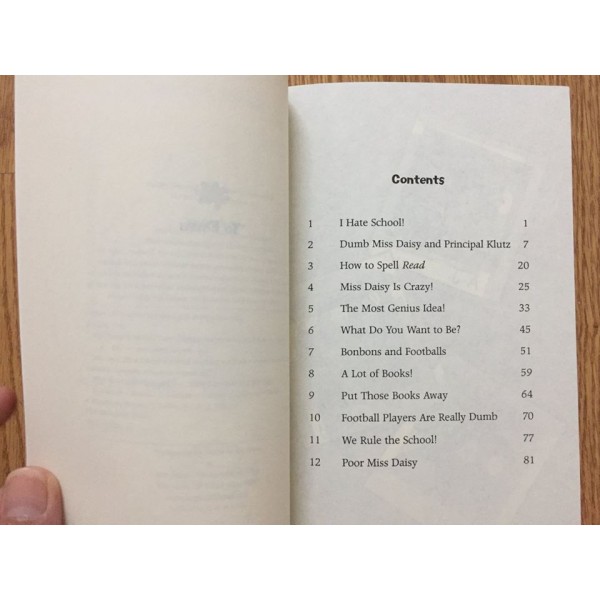 Contents
1 I Hate School! 1
2 Dumb Miss Daisy and Principal Klutz 7
3 How to Spell Read 20
4 Miss Daisy Is Crazy! 25
5 The Most Genius Idea! 33
6 What Do You Want to Be? 45
7 Bonbons and Footballs 51
8 A Lot of Books! 59
9 Put Those Books Away 64
10 Football Players Are Really Dumb 70
11 We Rule the School! 77
12 Poor Miss Daisy 81